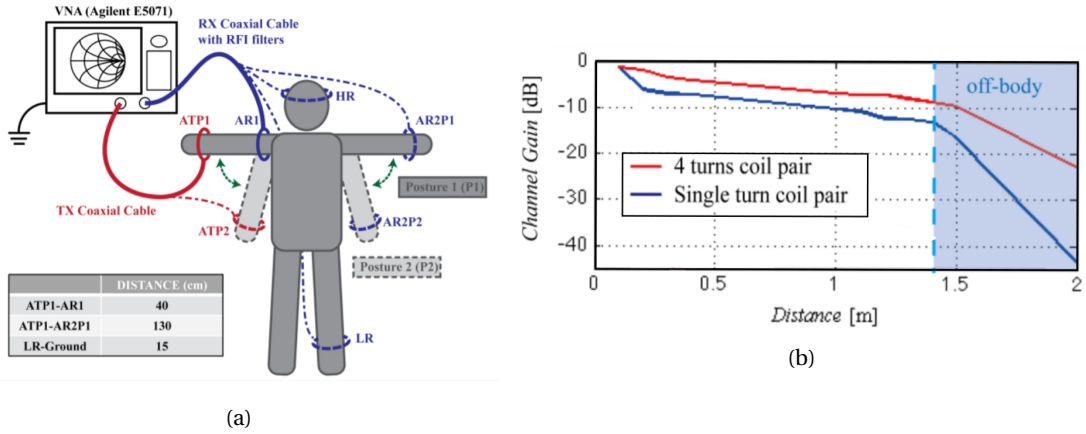 VNA (Agilent E5071)
RX Coaxial Cable
with RFI filters
HR
ATP1
AR1
AR2P1
Posture 1 (P1)
TX Coaxial Cable
ATP2
AR2P2
Posture 2 (P2)
DISTANCE (cm)
ATP1-AR1 40
ATP1-AR2P1 130
LR-Ground 15
LR
(a)
Channel Gain [dB]
0
-10
-20
-30
-40
off-body
4 turns coil pair
Single turn coil pair
0 0.5 1 1.5 2
Distance [m]
(b)